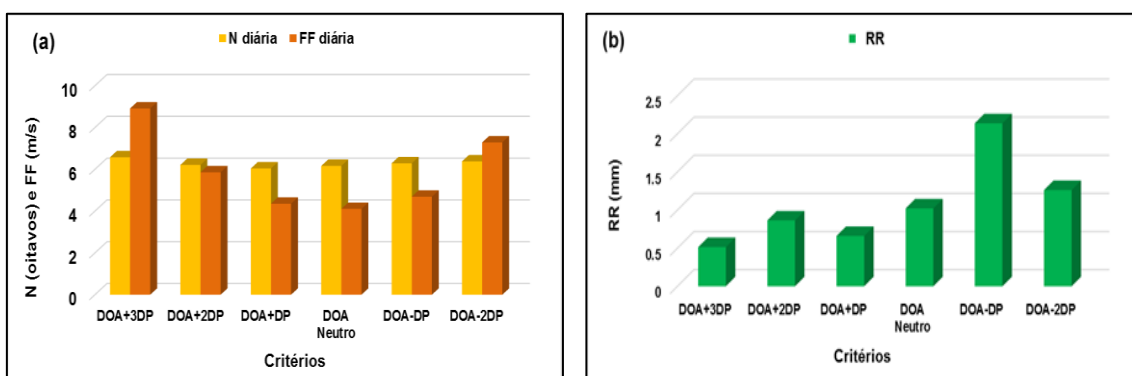 (a)
N diária FF diária
N (oitavos) e FF (m/s)
10
8
6
4
2
0
DOA+3DP DOA+2DP DOA+DP DOA DOA-DP DOA-2DP
Neutro
Critérios
(b)
RR
RR (mm)
2.5
2
1.5
1
0.5
0
DOA+3DP DOA+2DP DOA+DP DOA DOA-DP DOA-2DP
Neutro
Critérios